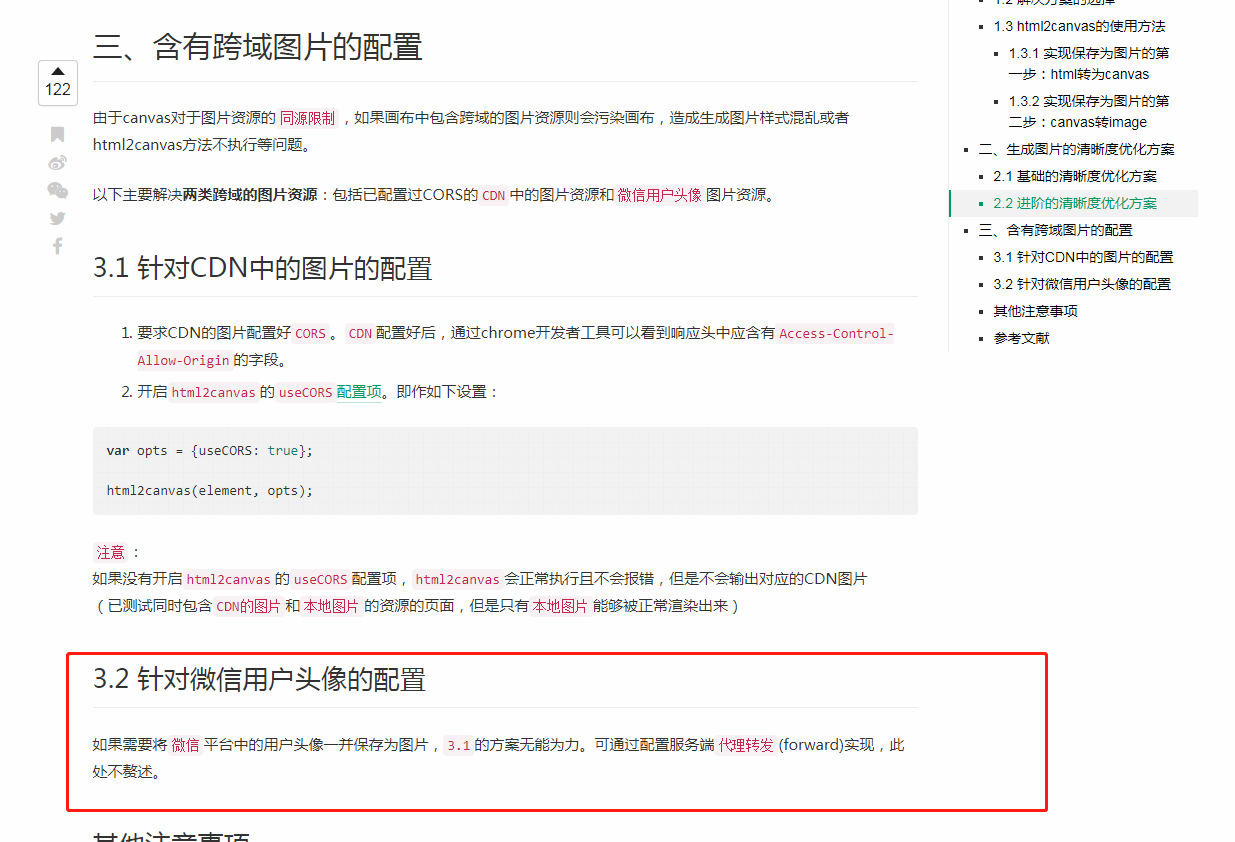 三、含有跨域图片的配置
122
由于canvas对于图片资源的 同源限制 ，如果画布中包含跨域的图片资源则会污染画布，造成生成图片样式混乱或者
html2canvas方法不执行等问题。
以下主要解决两类跨域的图片资源：包括已配置过CORS的 CDN 中的图片资源和 微信用户头像 图片资源。
3.1 针对CDN中的图片的配置
1. 要求CDN的图片配置好 CORS 。 CDN 配置好后，通过chrome开发者工具可以看到响应头中应含有 Access-Control-
Allow-Origin 的字段。
2. 开启 html2canvas 的 useCORS 配置项。即作如下设置：
var opts = {useCORS: true};
html2canvas(element, opts);
注意 ：
如果没有开启 html2canvas 的 useCORS 配置项， html2canvas 会正常执行且不会报错，但是不会输出对应的CDN图片
（已测试同时包含 CDN的图片 和 本地图片 的资源的页面，但是只有 本地图片 能够被正常渲染出来）
3.2 针对微信用户头像的配置
如果需要将 微信 平台中的用户头像一并保存为图片， 3.1 的方案无能为力。可通过配置服务端 代理转发 (forward)实现，此
处不赘述。
其他注意事项
1.2 解决方案的选择
1.3 html2canvas的使用方法
1.3.1 实现保存为图片的第
一步：html转为canvas
1.3.2 实现保存为图片的第
二步：canvas转image
二、生成图片的清晰度优化方案
2.1 基础的清晰度优化方案
2.2 进阶的清晰度优化方案
三、含有跨域图片的配置
3.1 针对CDN中的图片的配置
3.2 针对微信用户头像的配置
其他注意事项
参考文献